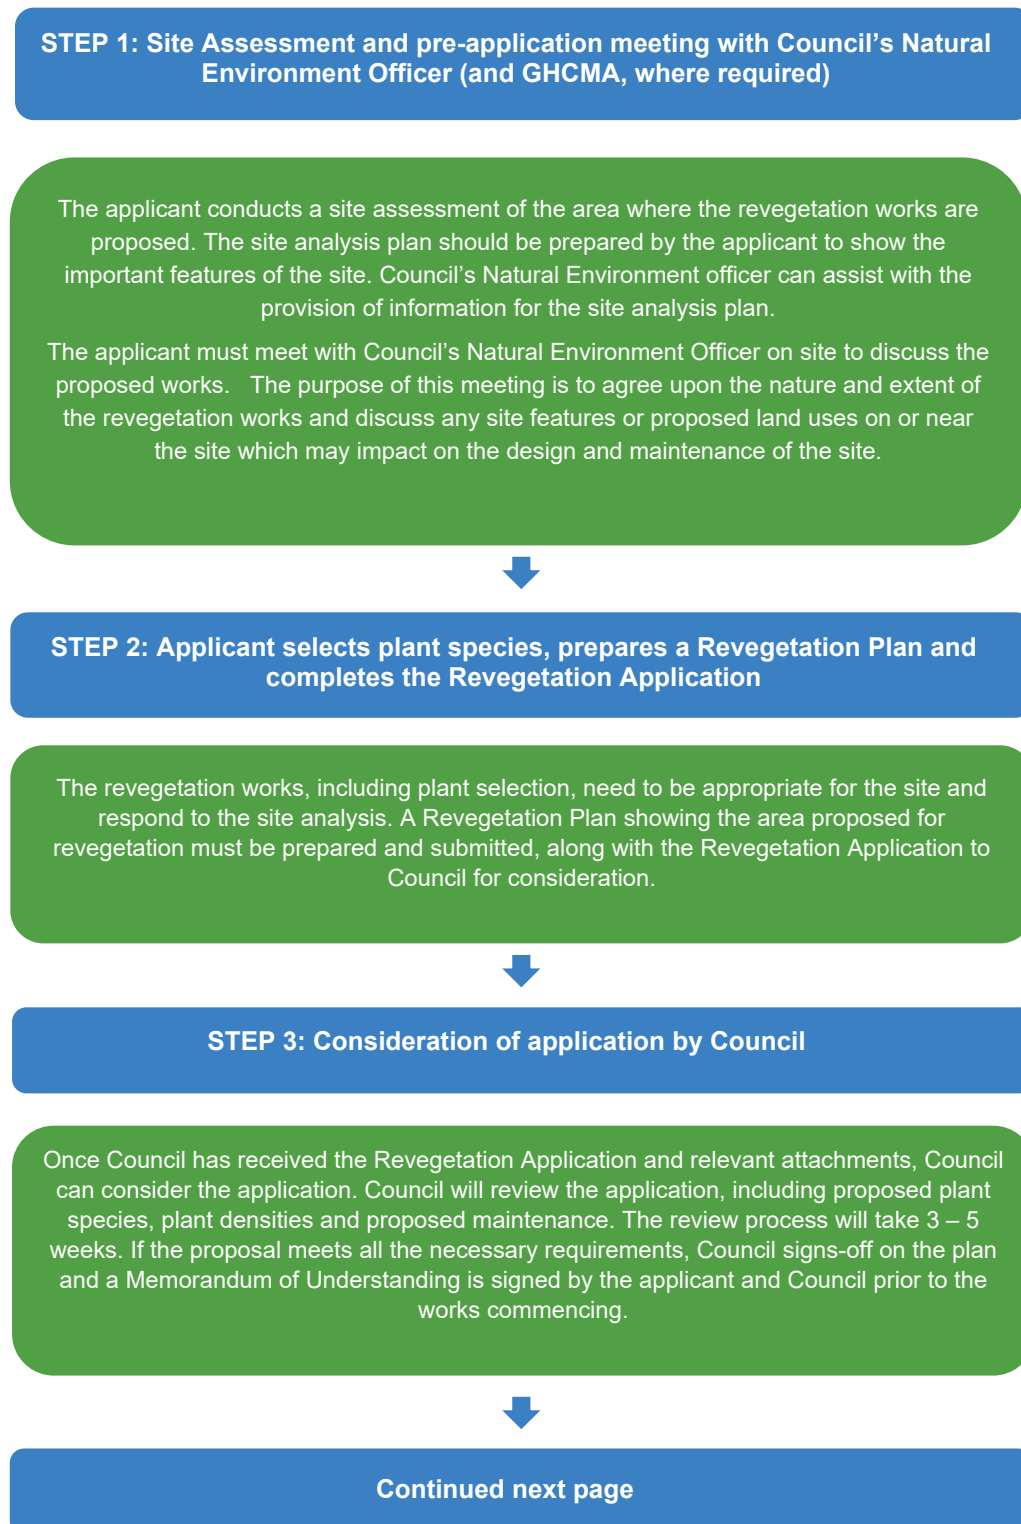 STEP 1: Site Assessment and pre-application meeting with Council’s Natural
Environment Officer (and GHCMA, where required)
The applicant conducts a site assessment of the area where the revegetation works are
proposed. The site analysis plan should be prepared by the applicant to show the
important features of the site. Council’s Natural Environment officer can assist with the
provision of information for the site analysis plan.
The applicant must meet with Council’s Natural Environment Officer on site to discuss the
proposed works.   The purpose of this meeting is to agree upon the nature and extent of
the revegetation works and discuss any site features or proposed land uses on or near
the site which may impact on the design and maintenance of the site.
STEP 2: Applicant selects plant species, prepares a Revegetation Plan and
completes the Revegetation Application
The revegetation works, including plant selection, need to be appropriate for the site and
respond to the site analysis. A Revegetation Plan showing the area proposed for
revegetation must be prepared and submitted, along with the Revegetation Application to
Council for consideration.
STEP 3: Consideration of application by Council
Once Council has received the Revegetation Application and relevant attachments, Council
can consider the application. Council will review the application, including proposed plant
species, plant densities and proposed maintenance. The review process will take 3 – 5
weeks. If the proposal meets all the necessary requirements, Council signs-off on the plan
and a Memorandum of Understanding is signed by the applicant and Council prior to the
works commencing.
Continued next page